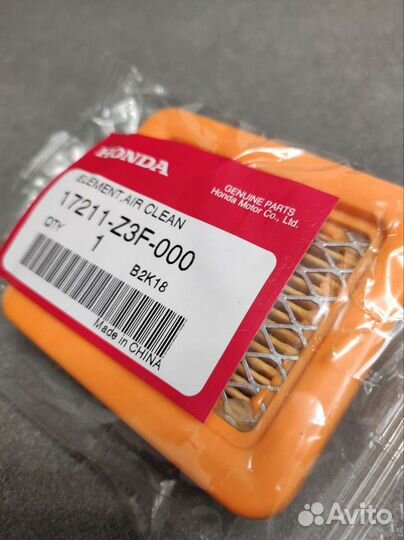 HONDA
GENUINE PARTS
Honda Motor Co., Ltd.
ELEMENT,AIR CLEAN
17211-Z3F-000
QTY
1
B2K18
Made in CHINA
Avito